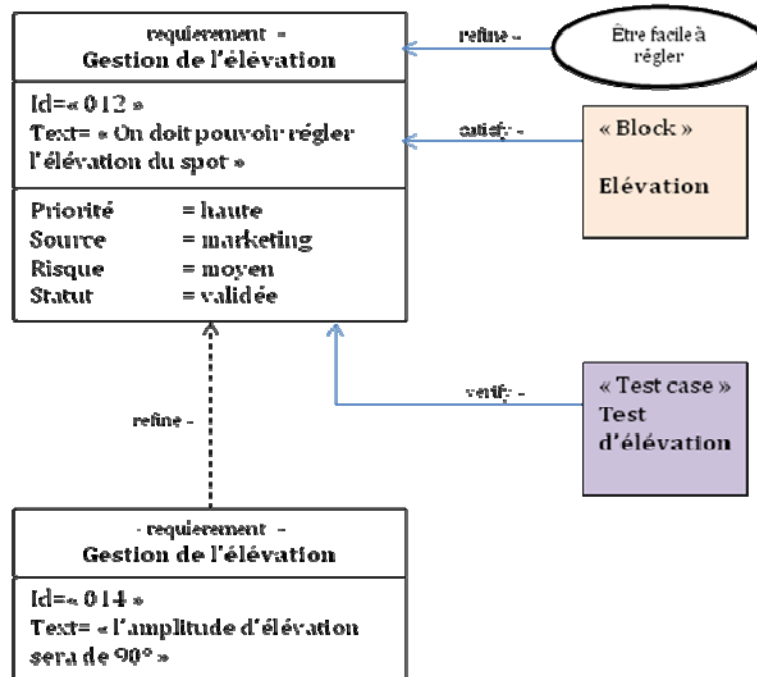 requierement »
Gestion de l'élévation
Id=« 012 »
Text= « On doit pouvoir régler
l'élévation du spot »
Priorité = haute
Source = marketing
Risque = moyen
Statut = validée
refine -
Être facile à
régler
satisfy -
« Block »
Elévation
verify -
« Test case »
Test
d'élévation
refine -
- requierement -
Gestion de l'élévation
Id=« 014 »
Text= « l'amplitude d'élévation
sera de 90° »